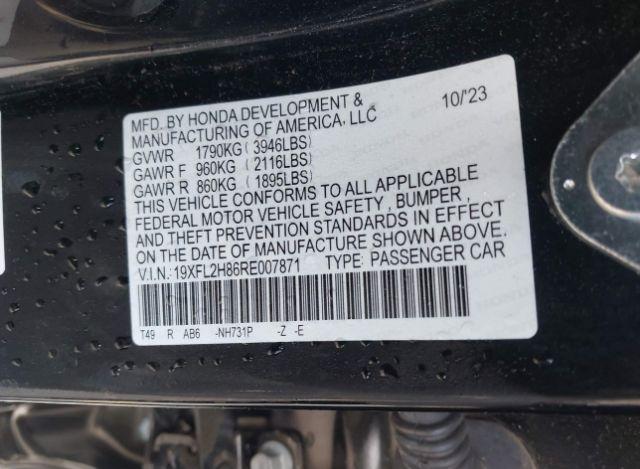 MFD. BY HONDA DEVELOPMENT & 10/'23
MANUFACTURING OF AMERICA, LLC
GVWR 1790KG ( 3946LBS)
GAWR F 960KG ( 2116LBS)
GAWR R 860KG ( 1895LBS)
THIS VEHICLE CONFORMS TO ALL APPLICABLE
FEDERAL MOTOR VEHICLE SAFETY , BUMPER ,
AND THEFT PREVENTION STANDARDS IN EFFECT
ON THE DATE OF MANUFACTURE SHOWN ABOVE.
V.I.N.: 19XFL2H86RE007871 TYPE: PASSENGER CAR
T49 R AB6 -NH731P -Z -E